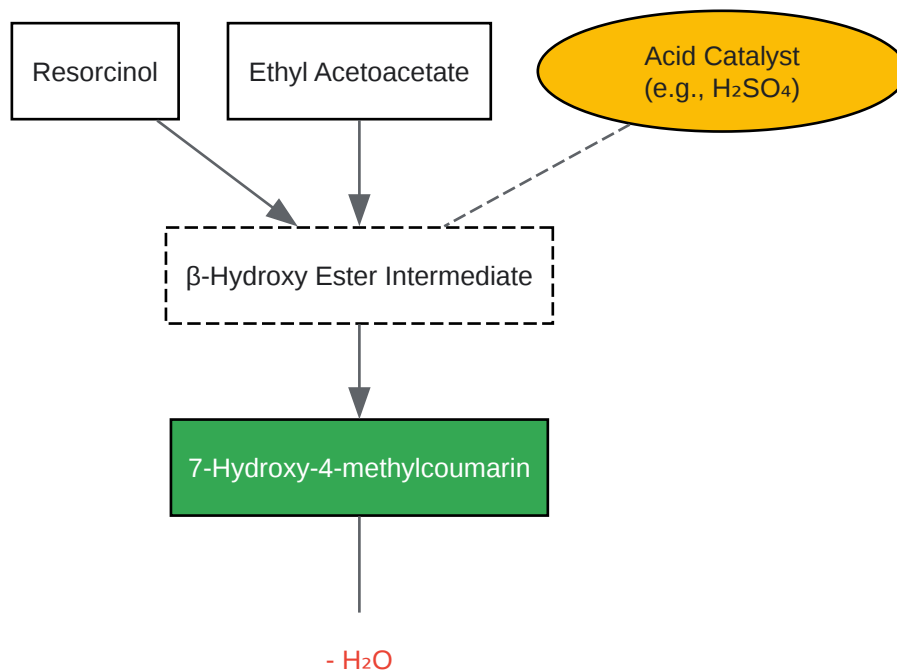 Resorcinol
Ethyl Acetoacetate
Acid Catalyst
(e.g., H₂SO₄)
β-Hydroxy Ester Intermediate
7-Hydroxy-4-methylcoumarin
- H₂O